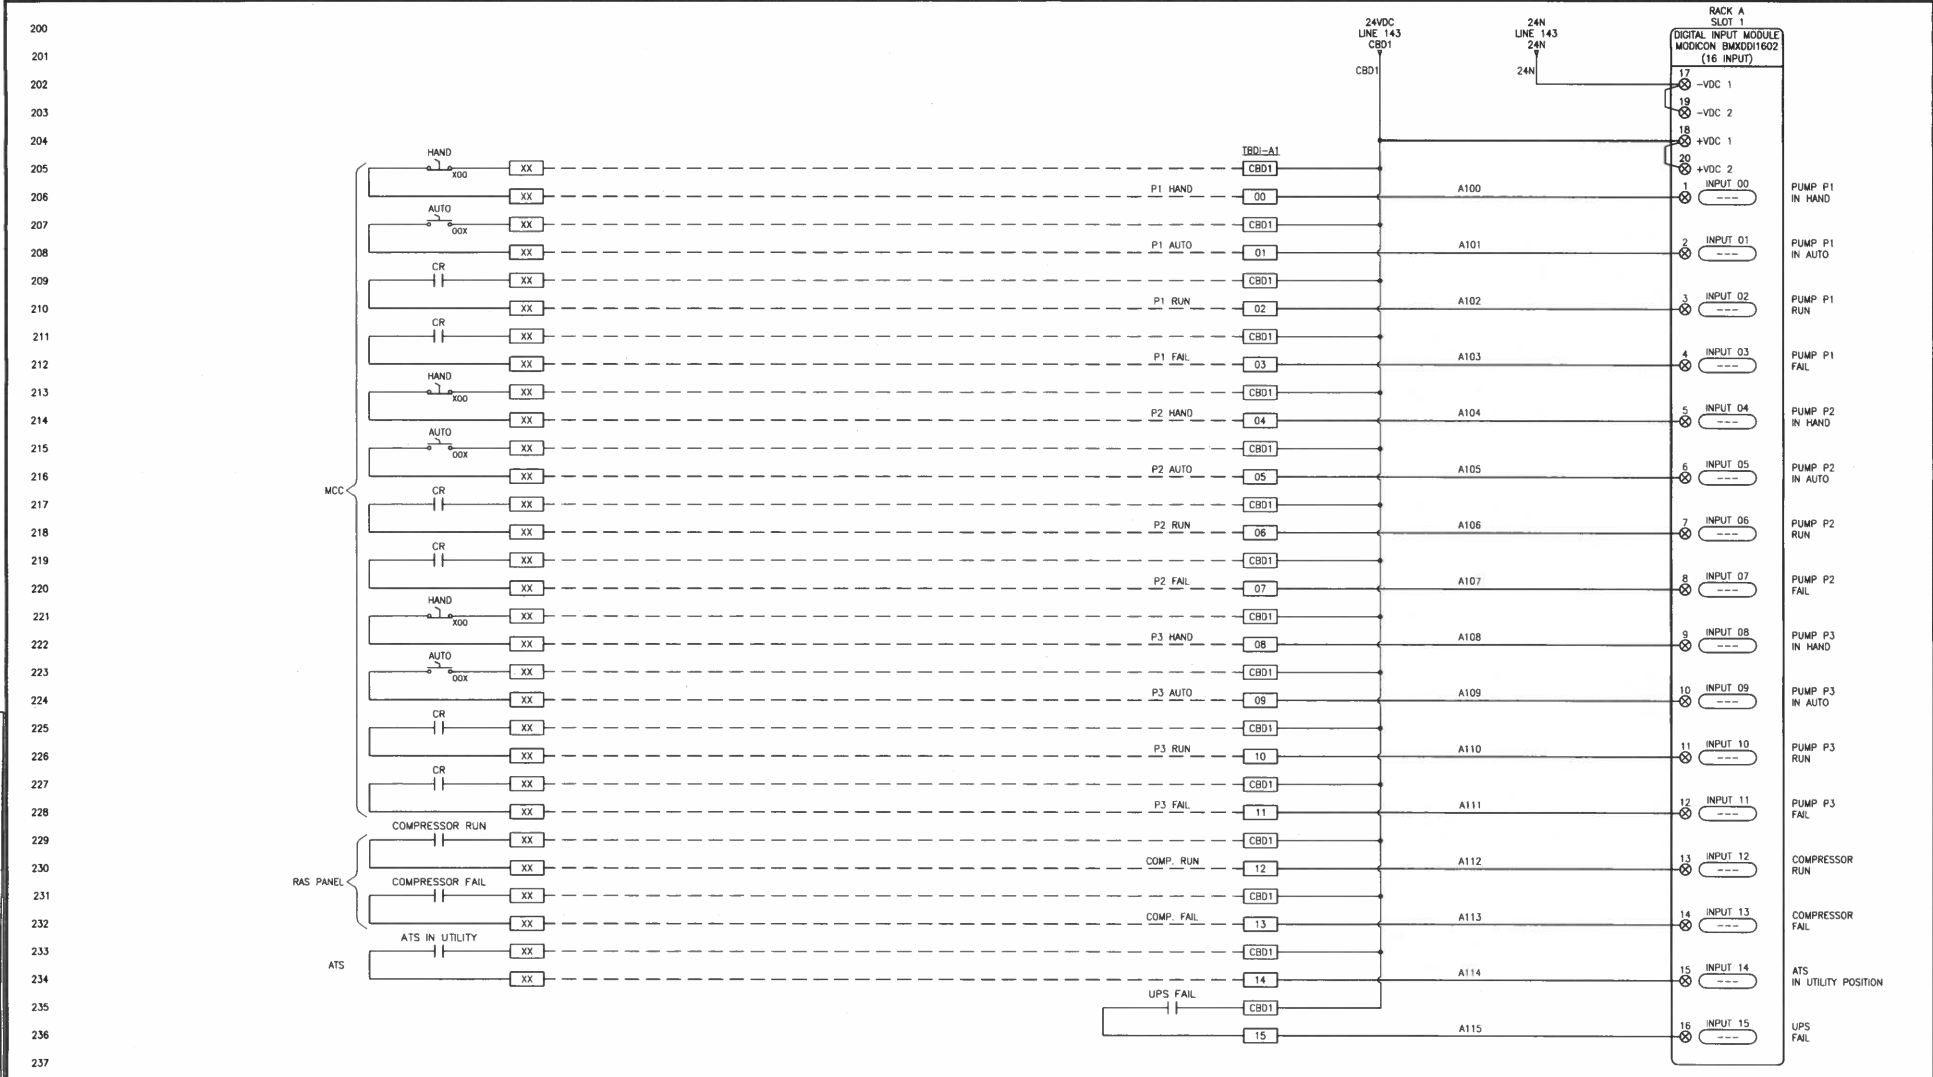 RACK A
SLOT 1
200
24VDC
LINE 143
CBD1
24N
LINE 143
24N
DIGITAL INPUT MODULE
MODICON BMXDDI1602
(16 INPUT)
201
CBD1
24N
17
202
-VDC 1
19
203
-VDC 2
18
204
+VDC 1
HAND
TBDI-A1
20
205
X00
XX
CBD1
+VDC 2
206
XX
P1 HAND
00
A100
1
INPUT 00
---
PUMP P1
IN HAND
AUTO
207
00X
XX
CBD1
208
XX
P1 AUTO
01
A101
2
INPUT 01
---
PUMP P1
IN AUTO
CR
209
XX
CBD1
210
XX
P1 RUN
02
A102
3
INPUT 02
---
PUMP P1
RUN
CR
211
XX
CBD1
212
XX
P1 FAIL
03
A103
4
INPUT 03
---
PUMP P1
FAIL
HAND
213
X00
XX
CBD1
214
XX
P2 HAND
04
A104
5
INPUT 04
---
PUMP P2
IN HAND
AUTO
215
00X
XX
CBD1
216
XX
P2 AUTO
05
A105
6
INPUT 05
---
PUMP P2
IN AUTO
MCC
CR
217
XX
CBD1
218
XX
P2 RUN
06
A106
7
INPUT 06
---
PUMP P2
RUN
CR
219
XX
CBD1
220
XX
P2 FAIL
07
A107
8
INPUT 07
---
PUMP P2
FAIL
HAND
221
X00
XX
CBD1
222
XX
P3 HAND
08
A108
9
INPUT 08
---
PUMP P3
IN HAND
AUTO
223
00X
XX
CBD1
224
XX
P3 AUTO
09
A109
10
INPUT 09
---
PUMP P3
IN AUTO
CR
225
XX
CBD1
226
XX
P3 RUN
10
A110
11
INPUT 10
---
PUMP P3
RUN
CR
227
XX
CBD1
228
XX
P3 FAIL
11
A111
12
INPUT 11
---
PUMP P3
FAIL
COMPRESSOR RUN
229
XX
CBD1
230
XX
COMP. RUN
12
A112
13
INPUT 12
---
COMPRESSOR
RUN
RAS PANEL
COMPRESSOR FAIL
231
XX
CBD1
232
XX
COMP. FAIL
13
A113
14
INPUT 13
---
COMPRESSOR
FAIL
ATS IN UTILITY
233
XX
CBD1
ATS
234
XX
14
A114
15
INPUT 14
---
ATS
IN UTILITY POSITION
UPS FAIL
235
CBD1
236
15
A115
16
INPUT 15
---
UPS
FAIL
237